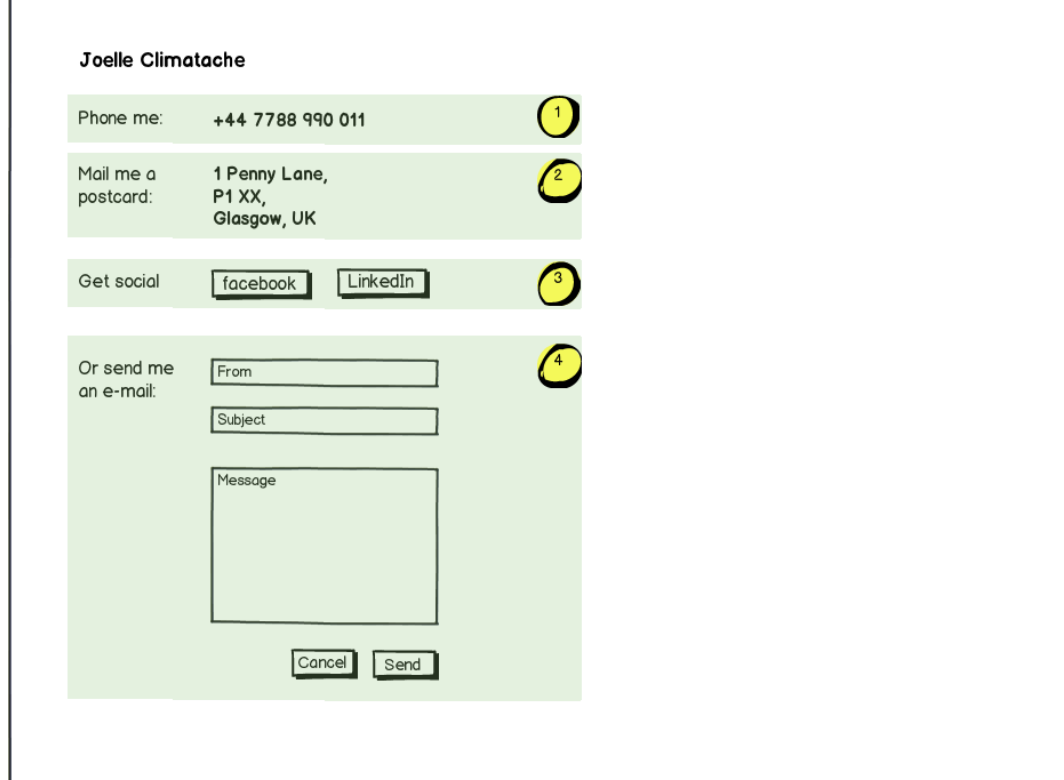 Joelle Climatache
Phone me: +44 7788 990 011 1
Mail me a postcard: 1 Penny Lane, 2
P1 XX,
Glasgow, UK
Get social facebook LinkedIn 3
Or send me an e-mail: 4
From
Subject
Message
Cancel Send